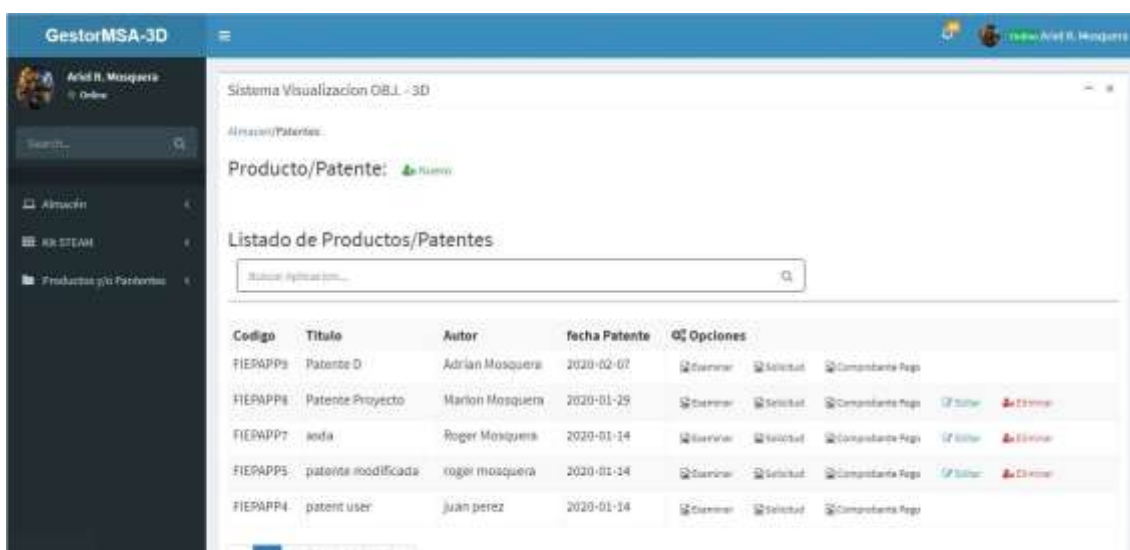 GestorMSA-3D
Online Ariel R. Mosquera
Ariel R. Mosquera
Online
Search...
Almacén
Kit STEAM
Productos y/o Pantentes
Sistema Visualizacion OBJ. - 3D
Almacen/Patentes
Producto/Patente: Nuevo
Listado de Productos/Patentes
Buscar Aplicacion...
Codigo Titulo Autor fecha Patente Opciones
FIEPAPP9 Patente D Adrian Mosquera 2020-02-07 Examinar Solicitud Comprobante Pago
FIEPAPP8 Patente Proyecto Marlon Mosquera 2020-01-29 Examinar Solicitud Comprobante Pago Editar Eliminar
FIEPAPP7 Roger Mosquera 2020-01-14 Examinar Solicitud Comprobante Pago Editar Eliminar
FIEPAPP5 patente modificada roger mosquera 2020-01-14 Examinar Solicitud Comprobante Pago Editar Eliminar
FIEPAPP4 patent user juan perez 2020-01-14 Examinar Solicitud Comprobante Pago